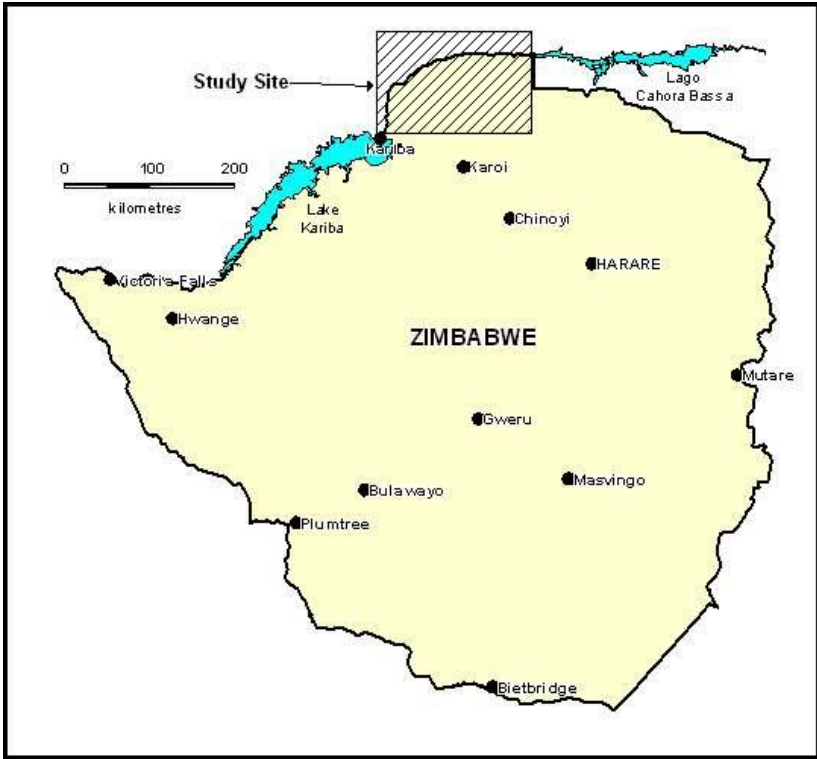 Study Site
Lago
Cahora Bassa
Kariba
0 100 200
kilometres
Karoi
Lake
Kariba
Chinoyi
HARARE
Victoria Falls
Hwange
ZIMBABWE
Mutare
Gweru
Masvingo
Bulawayo
Plumtree
Bietbridge